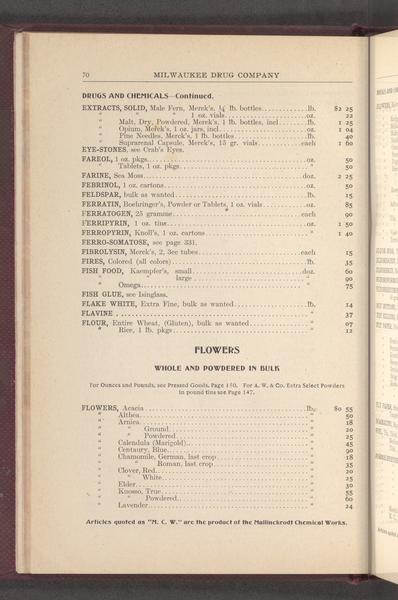 70 MILWAUKEE DRUG COMPANY
DRUGS AND CHEMICALS—Continued.
EXTRACTS, SOLID, Male Fern, Merck's, ¼ lb. bottles lb. $2 25
" " " 1 oz. vials oz. 22
" Malt, Dry, Powdered, Merck's, 1 lb. bottles, incl lb. 1 25
" Opium, Merck's, 1 oz. jars, incl oz. 1 04
" Pine Needles, Merck's, 1 lb. bottles lb. 40
" Suprarenal Capsule, Merck's, 15 gr. vials each 1 60
EYE-STONES, see Crab's Eyes.
FAREOL, 1 oz. pkgs oz. 50
" Tablets, 1 oz. pkgs " 50
FARINE, Sea Moss doz. 2 25
FEBRINOL, 1 oz. cartons oz. 50
FELDSPAR, bulk as wanted lb. 15
FERRATIN, Boehringer's, Powder or Tablets, 1 oz. vials oz. 85
FERRATOGEN, 25 gramme each 90
FERRIPYRIN, 1 oz. tins oz. 1 50
FERROPYRIN, Knoll's, 1 oz. cartons " 1 40
FERRO-SOMATOSE, see page 331.
FIBROLYSIN, Merck's, 2, 3cc tubes each 15
FIRES, Colored (all colors) lb. 35
FISH FOOD, Kaempfer's, small doz. 60
" " large " 90
" Omega " 75
FISH GLUE, see Isinglass.
FLAKE WHITE, Extra Fine, bulk as wanted lb. 14
FLAVINE " 37
FLOUR, Entire Wheat, (Gluten), bulk as wanted " 07
" Rice, 1 lb. pkgs " 12
FLOWERS
WHOLE AND POWDERED IN BULK
For Ounces and Pounds, see Pressed Goods, Page 150. For A. W. & Co. Extra Select Powders
in pound tins see Page 147.
FLOWERS, Acacia lb. $0 55
" Althea " 50
" Arnica " 18
" " Ground " 20
" " Powdered " 25
" Calendula (Marigold) " 45
" Centaury, Blue " 90
" Chamomile, German, last crop " 18
" " Roman, last crop " 35
" Clover, Red " 20
" " White " 25
" Elder " 30
" Kousso, True " 55
" " Powdered " 60
" Lavender " 24
Articles quoted as "M. C. W." are the product of the Mallinckrodt Chemical Works.